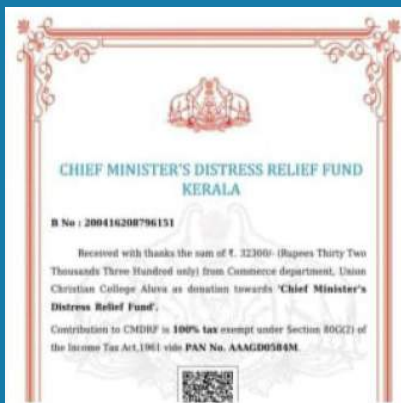 CHIEF MINISTER'S DISTRESS RELIEF FUND
KERALA
B No : 200416208796151
Received with thanks the sum of ₹. 32300/- (Rupees Thirty Two
Thousands Three Hundred only) from Commerce department, Union
Christian College Aluva as donation towards 'Chief Minister's
Distress Relief Fund'.
Contribution to CMDRF is 100% tax exempt under Section 80G(2) of
the Income Tax Act,1961 vide PAN No. AAAGD0584M.